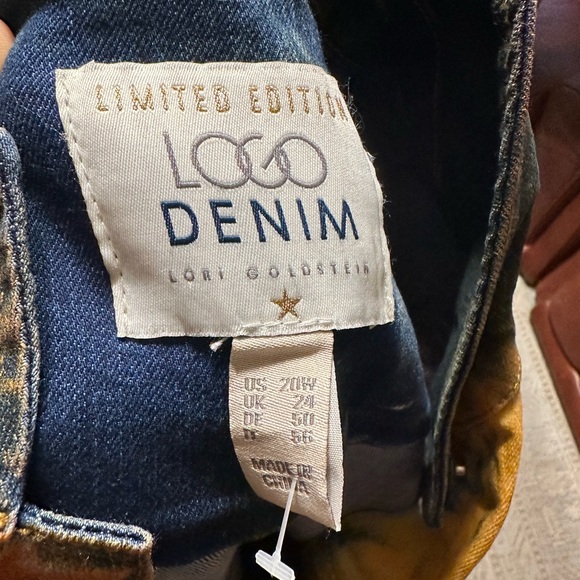 LIMITED EDITION
LOGO
DENIM
LORI GOLDSTEIN
US 20W
UK 24
DE 50
IT 56
MADE IN
CHINA